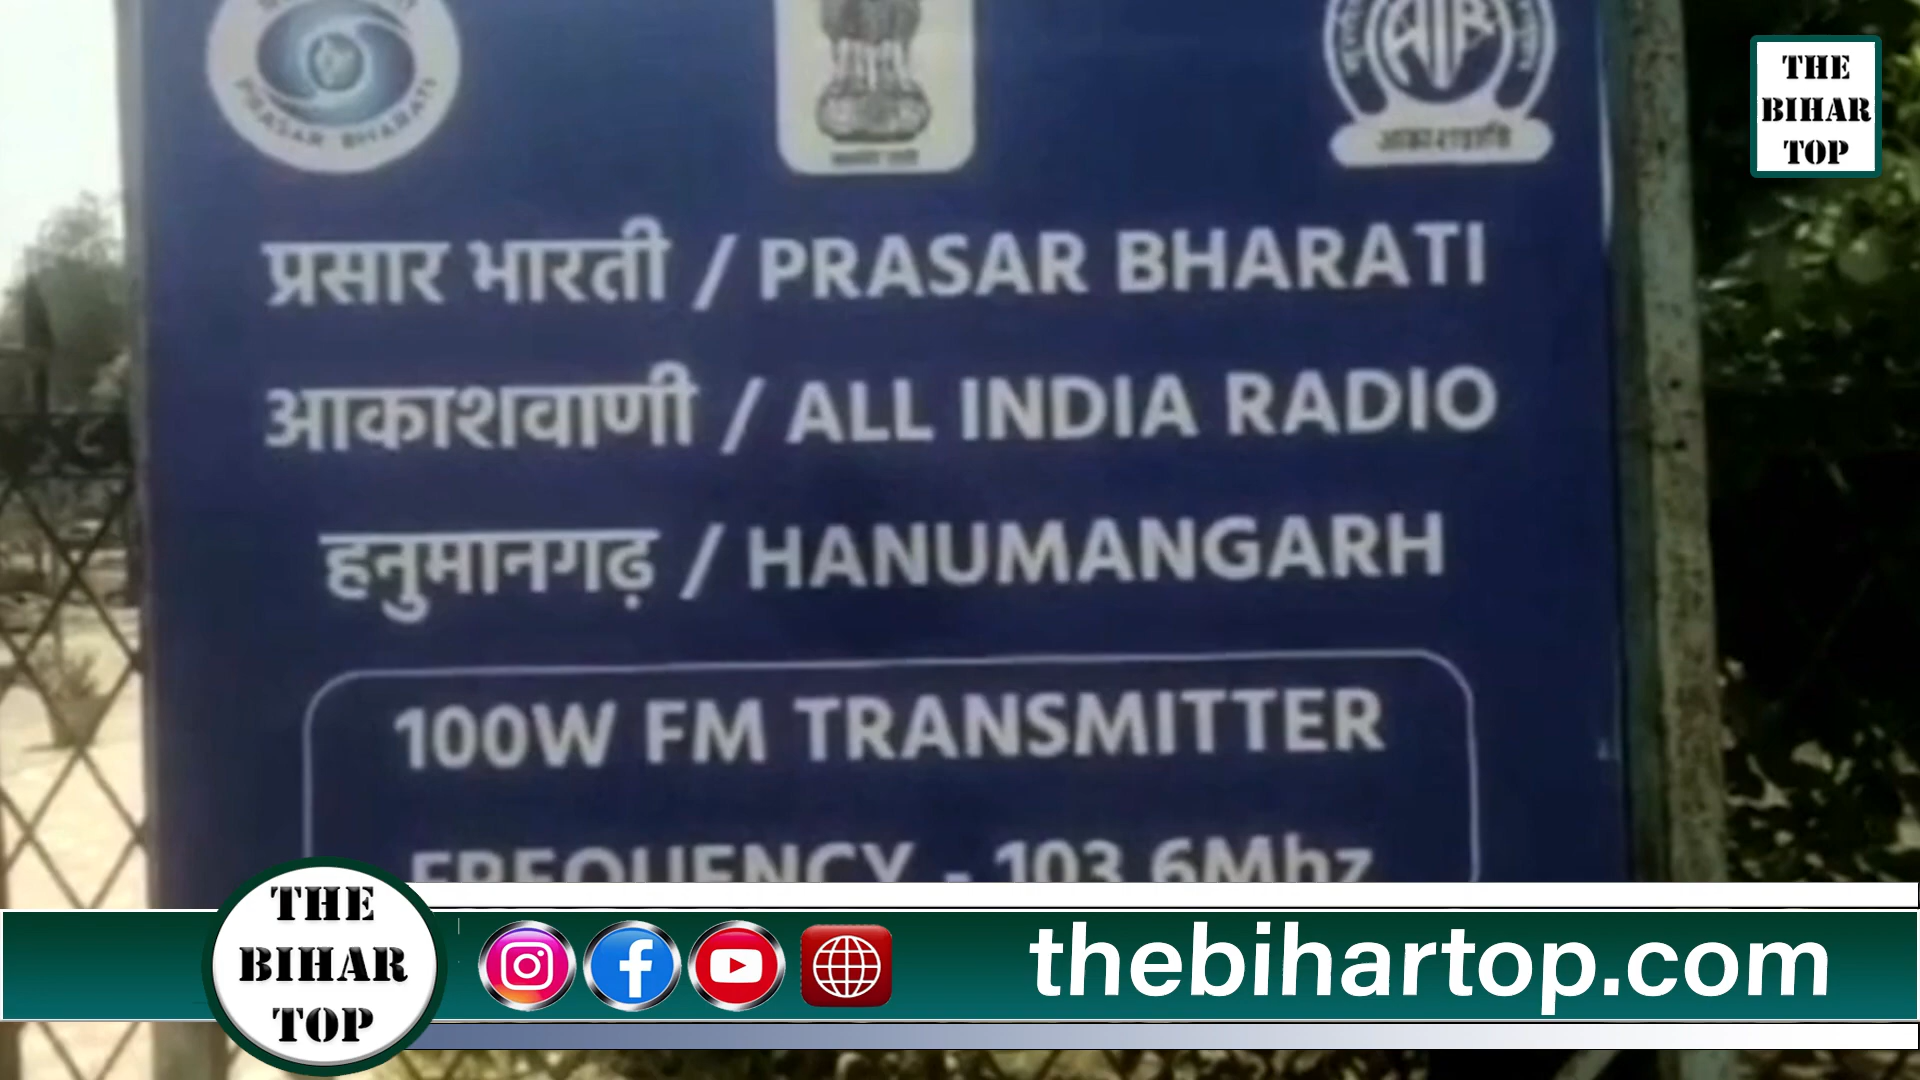 PRASAR BHARATI
AIR
आकाशवाणी
THE
BIHAR
TOP
प्रसार भारती / PRASAR BHARATI
आकाशवाणी / ALL INDIA RADIO
हनुमानगढ़ / HANUMANGARH
100W FM TRANSMITTER
FREQUENCY - 103.6Mhz
THE
BIHAR
TOP
thebihartop.com